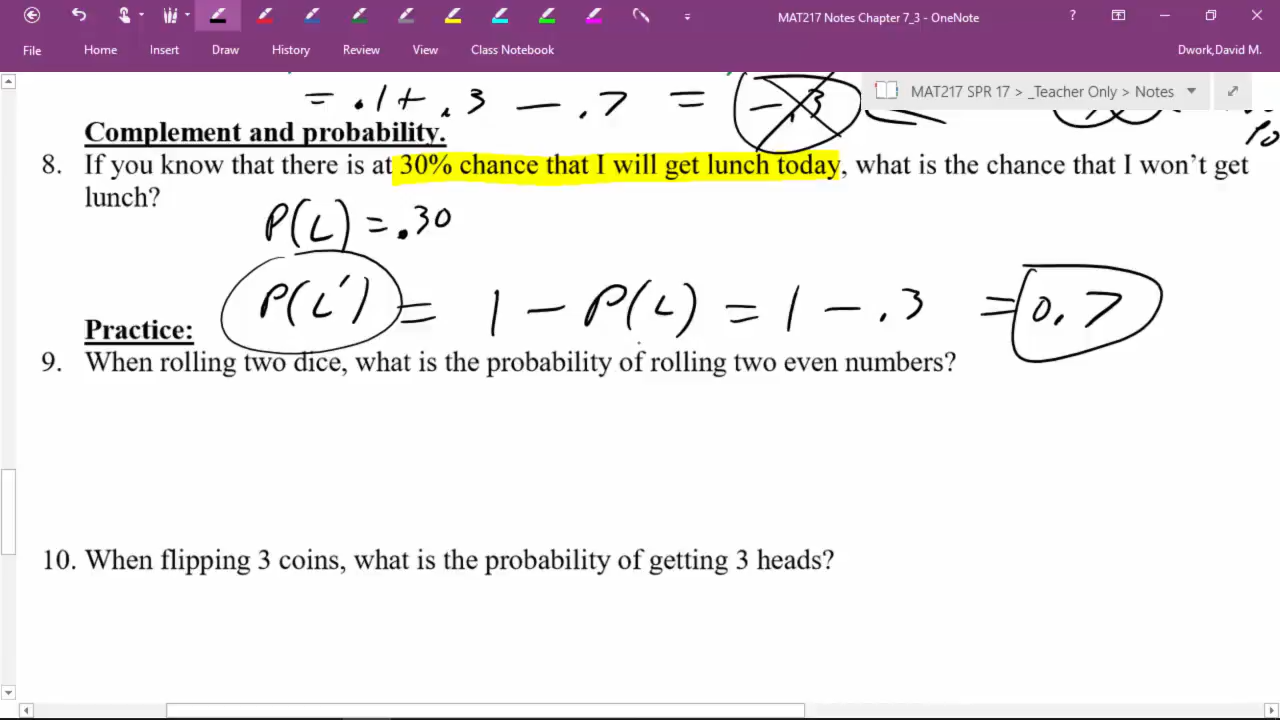 MAT217 Notes Chapter 7_3 - OneNote
?
File
Home
Insert
Draw
History
Review
View
Class Notebook
Dwork,David M.
MAT217 SPR 17 > _Teacher Only > Notes
= .1 + .3 - .7 = -.3
Complement and probability.
8. If you know that there is at 30% chance that I will get lunch today, what is the chance that I won't get
lunch?
P(L) = .30
P(L') = 1 - P(L) = 1 - .3 = 0.7
Practice:
9. When rolling two dice, what is the probability of rolling two even numbers?
10. When flipping 3 coins, what is the probability of getting 3 heads?